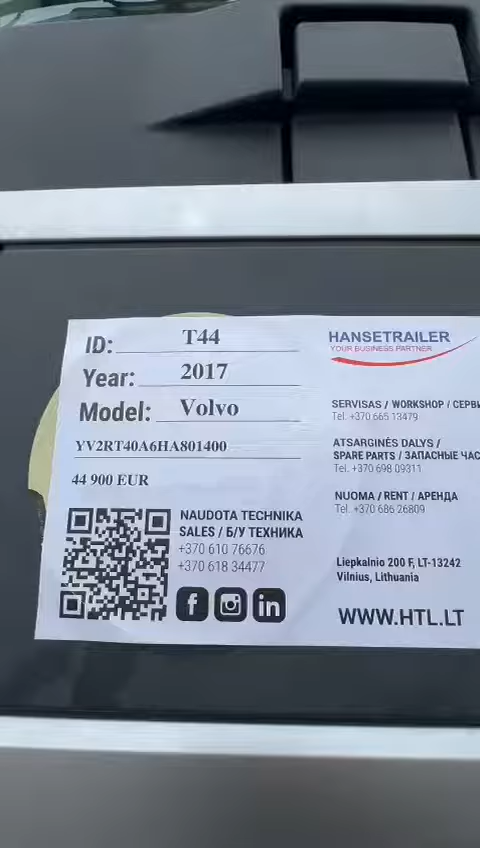 ID: T44
Year: 2017
Model: Volvo
YV2RT40A6HA801400
44 900 EUR
NAUDOTA TECHNIKA
SALES / Б/У ТЕХНИКА
+370 610 76676
+370 618 34477
HANSETRAILER
YOUR BUSINESS PARTNER
SERVISAS / WORKSHOP / СЕРВИ
Tel. +370 665 13479
ATSARGINĖS DALYS /
SPARE PARTS / ЗАПАСНЫЕ ЧАС
Tel. +370 698 09311
NUOMA / RENT / АРЕНДА
Tel. +370 686 26809
Liepkalnio 200 F, LT-13242
Vilnius, Lithuania
WWW.HTL.LT